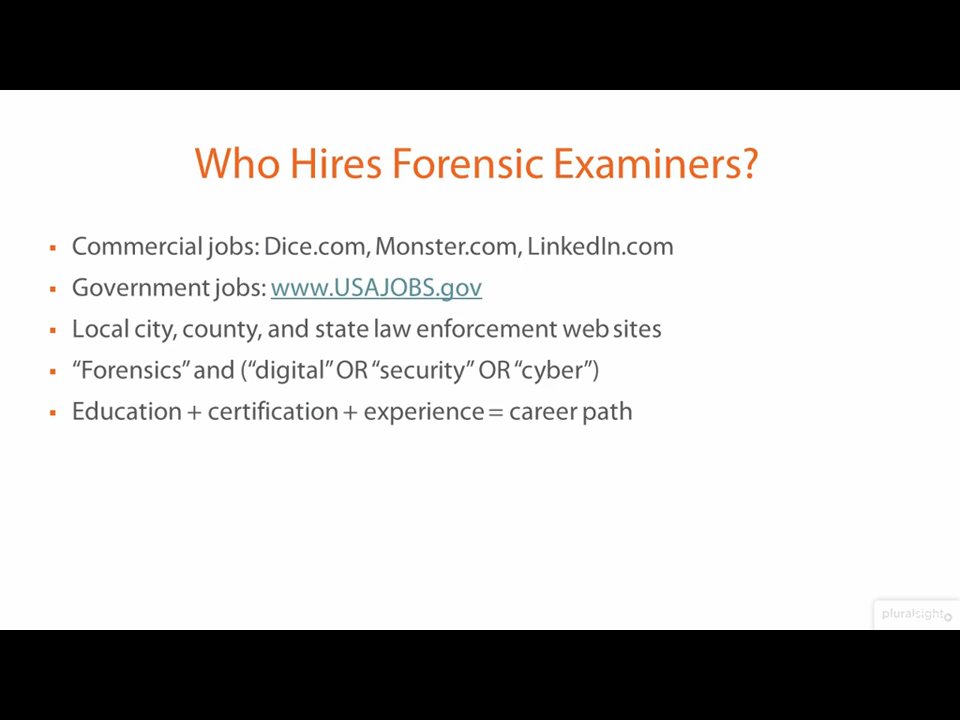 Who Hires Forensic Examiners?
▪ Commercial jobs: Dice.com, Monster.com, LinkedIn.com
▪ Government jobs: www.USAJOBS.gov
▪ Local city, county, and state law enforcement web sites
▪ “Forensics” and (“digital” OR “security” OR “cyber”)
▪ Education + certification + experience = career path
pluralsight